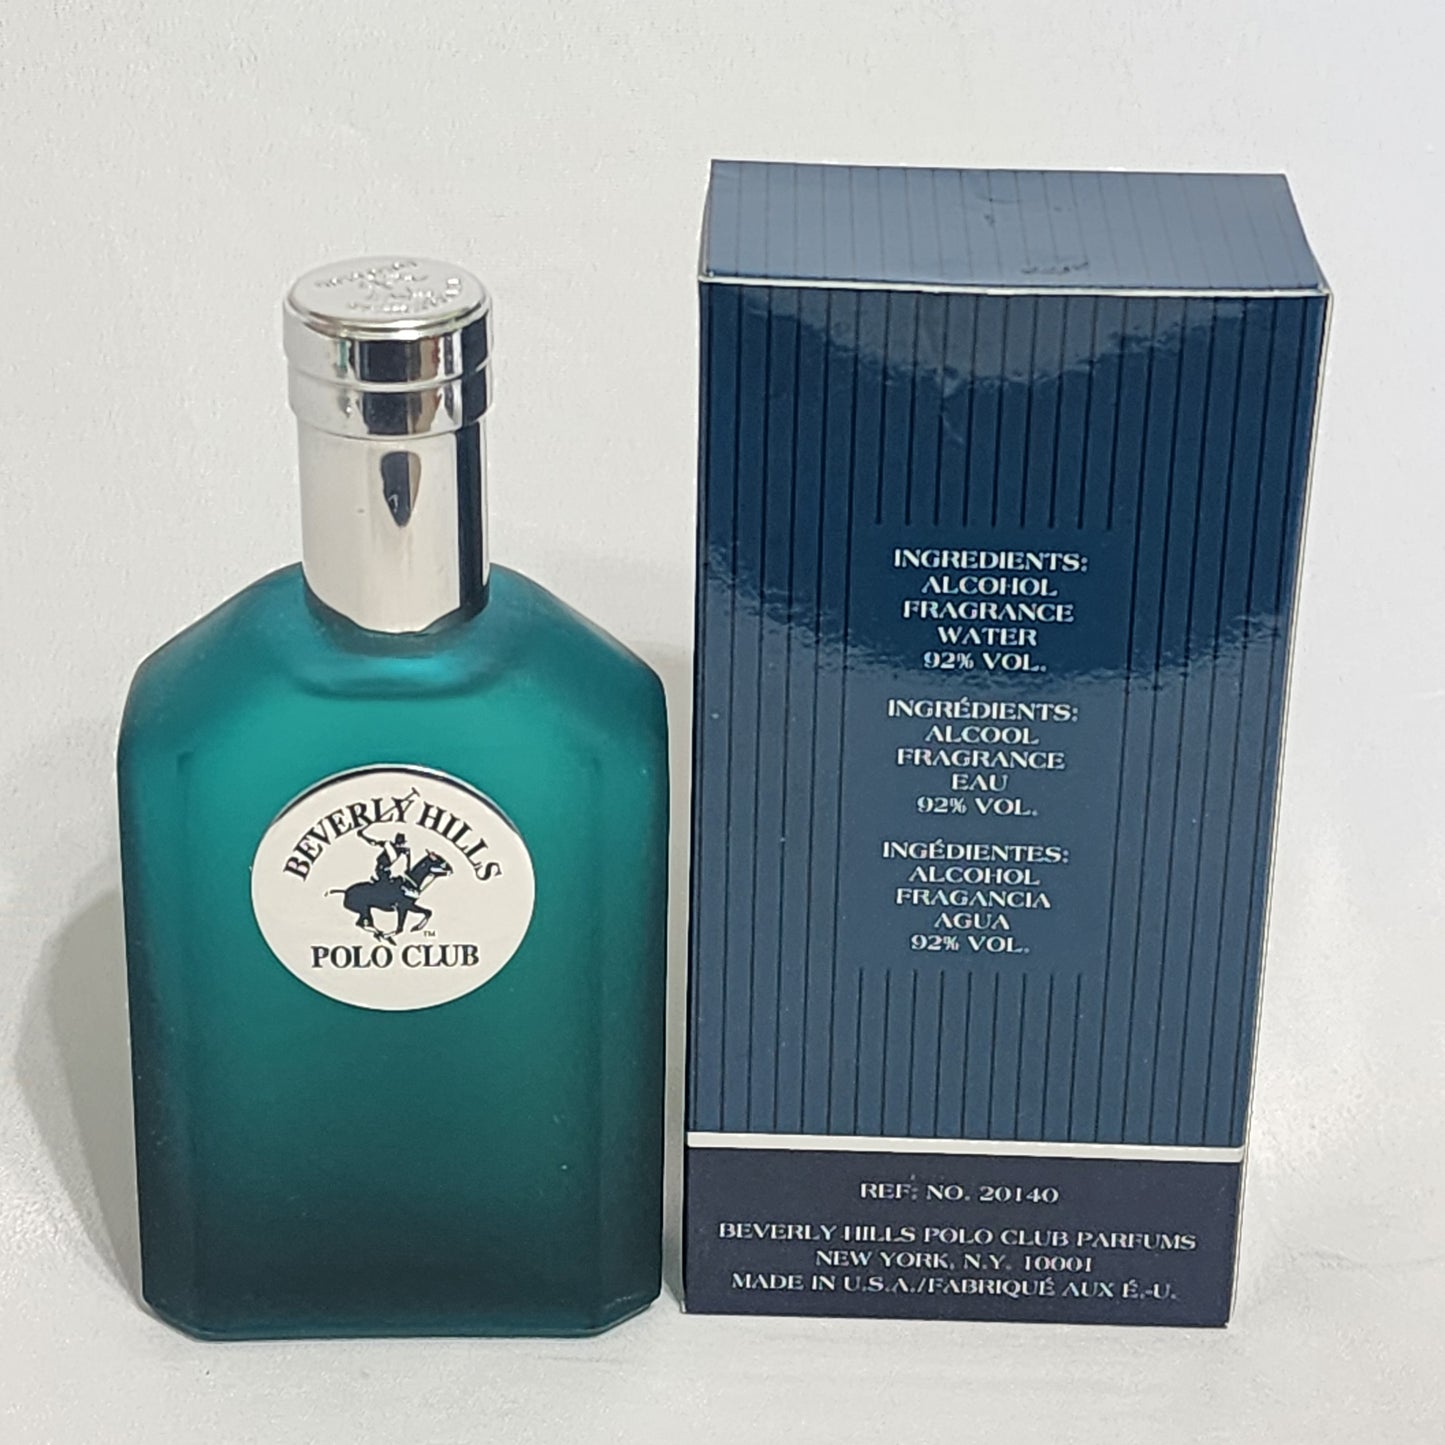 BEVERLY HILLS
POLO CLUB
TM
INGREDIENTS:
ALCOHOL
FRAGRANCE
WATER
92% VOL.
INGRÉDIENTS:
ALCOOL
FRAGRANCE
EAU
92% VOL.
INGÉDIENTES:
ALCOHOL
FRAGANCIA
AGUA
92% VOL.
REF: NO. 20140
BEVERLY HILLS POLO CLUB PARFUMS
NEW YORK, N.Y. 10001
MADE IN U.S.A./FABRIQUÉ AUX É.-U.